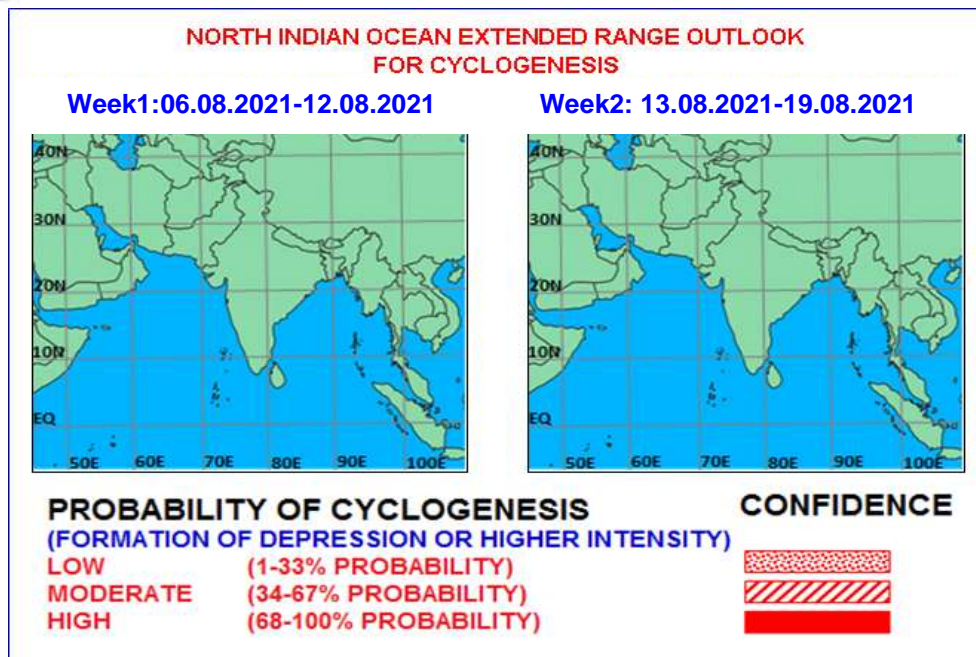 NORTH INDIAN OCEAN EXTENDED RANGE OUTLOOK
FOR CYCLOGENESIS
Week1:06.08.2021-12.08.2021
40N
30N
20N
10N
EQ
50E 60E 70E 80E 90E 100E
Week2: 13.08.2021-19.08.2021
40N
30N
20N
10N
EQ
50E 60E 70E 80E 90E 100E
PROBABILITY OF CYCLOGENESIS
(FORMATION OF DEPRESSION OR HIGHER INTENSITY)
LOW (1-33% PROBABILITY)
MODERATE (34-67% PROBABILITY)
HIGH (68-100% PROBABILITY)
CONFIDENCE